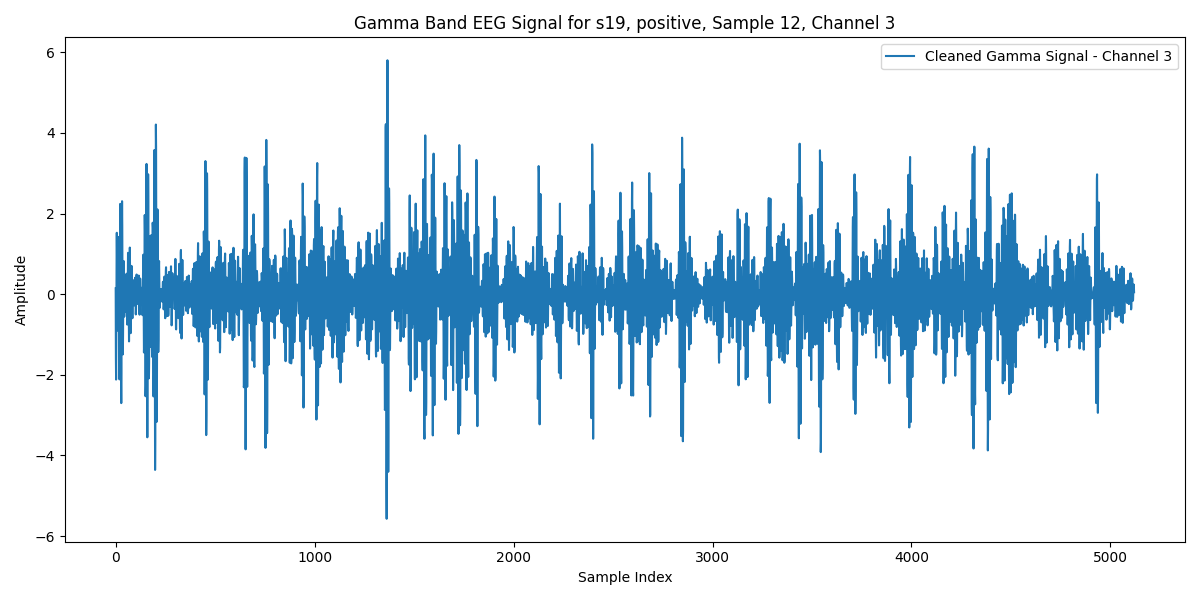 Gamma Band EEG Signal for s19, positive, Sample 12, Channel 3
Cleaned Gamma Signal - Channel 3
Amplitude
6
4
2
0
−2
−4
−6
0 1000 2000 3000 4000 5000
Sample Index